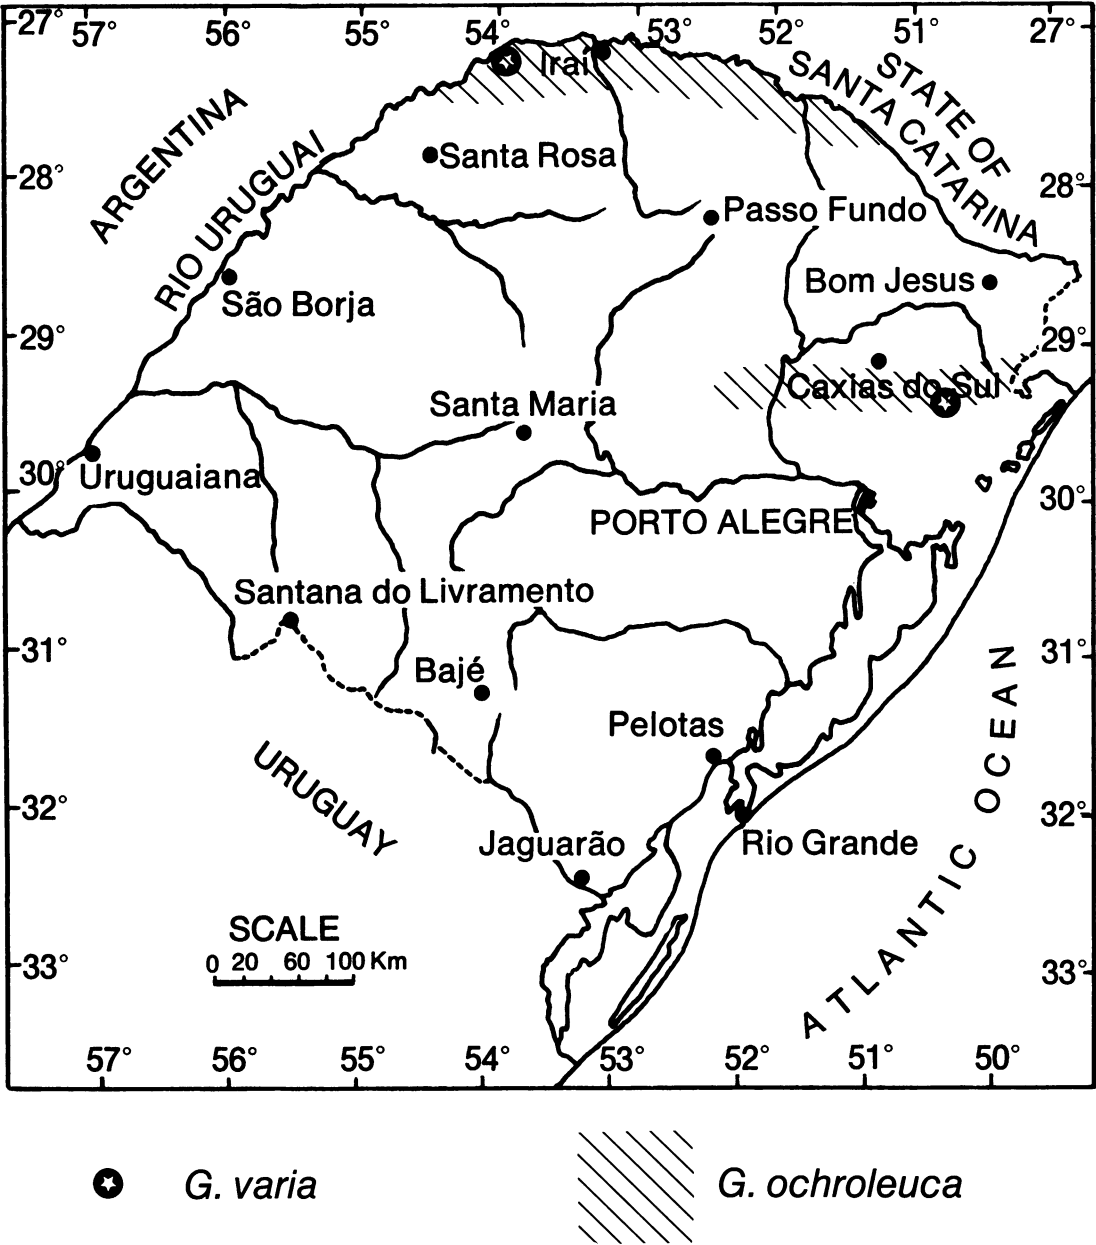 27°
57°
56°
55°
54°
53°
52°
51°
27°
Iraí
STATE OF
SANTA CATARINA
ARGENTINA
RIO URUGUAI
Santa Rosa
28°
28°
Passo Fundo
Bom Jesus
São Borja
29°
29°
Caxias do Sul
Santa Maria
30°
Uruguaiana
30°
PORTO ALEGRE
Santana do Livramento
31°
31°
Bajé
Pelotas
URUGUAY
ATLANTIC OCEAN
32°
32°
Jaguarão
Rio Grande
SCALE
0 20 60 100 Km
33°
33°
57°
56°
55°
54°
53°
52°
51°
50°
G. varia
G. ochroleuca